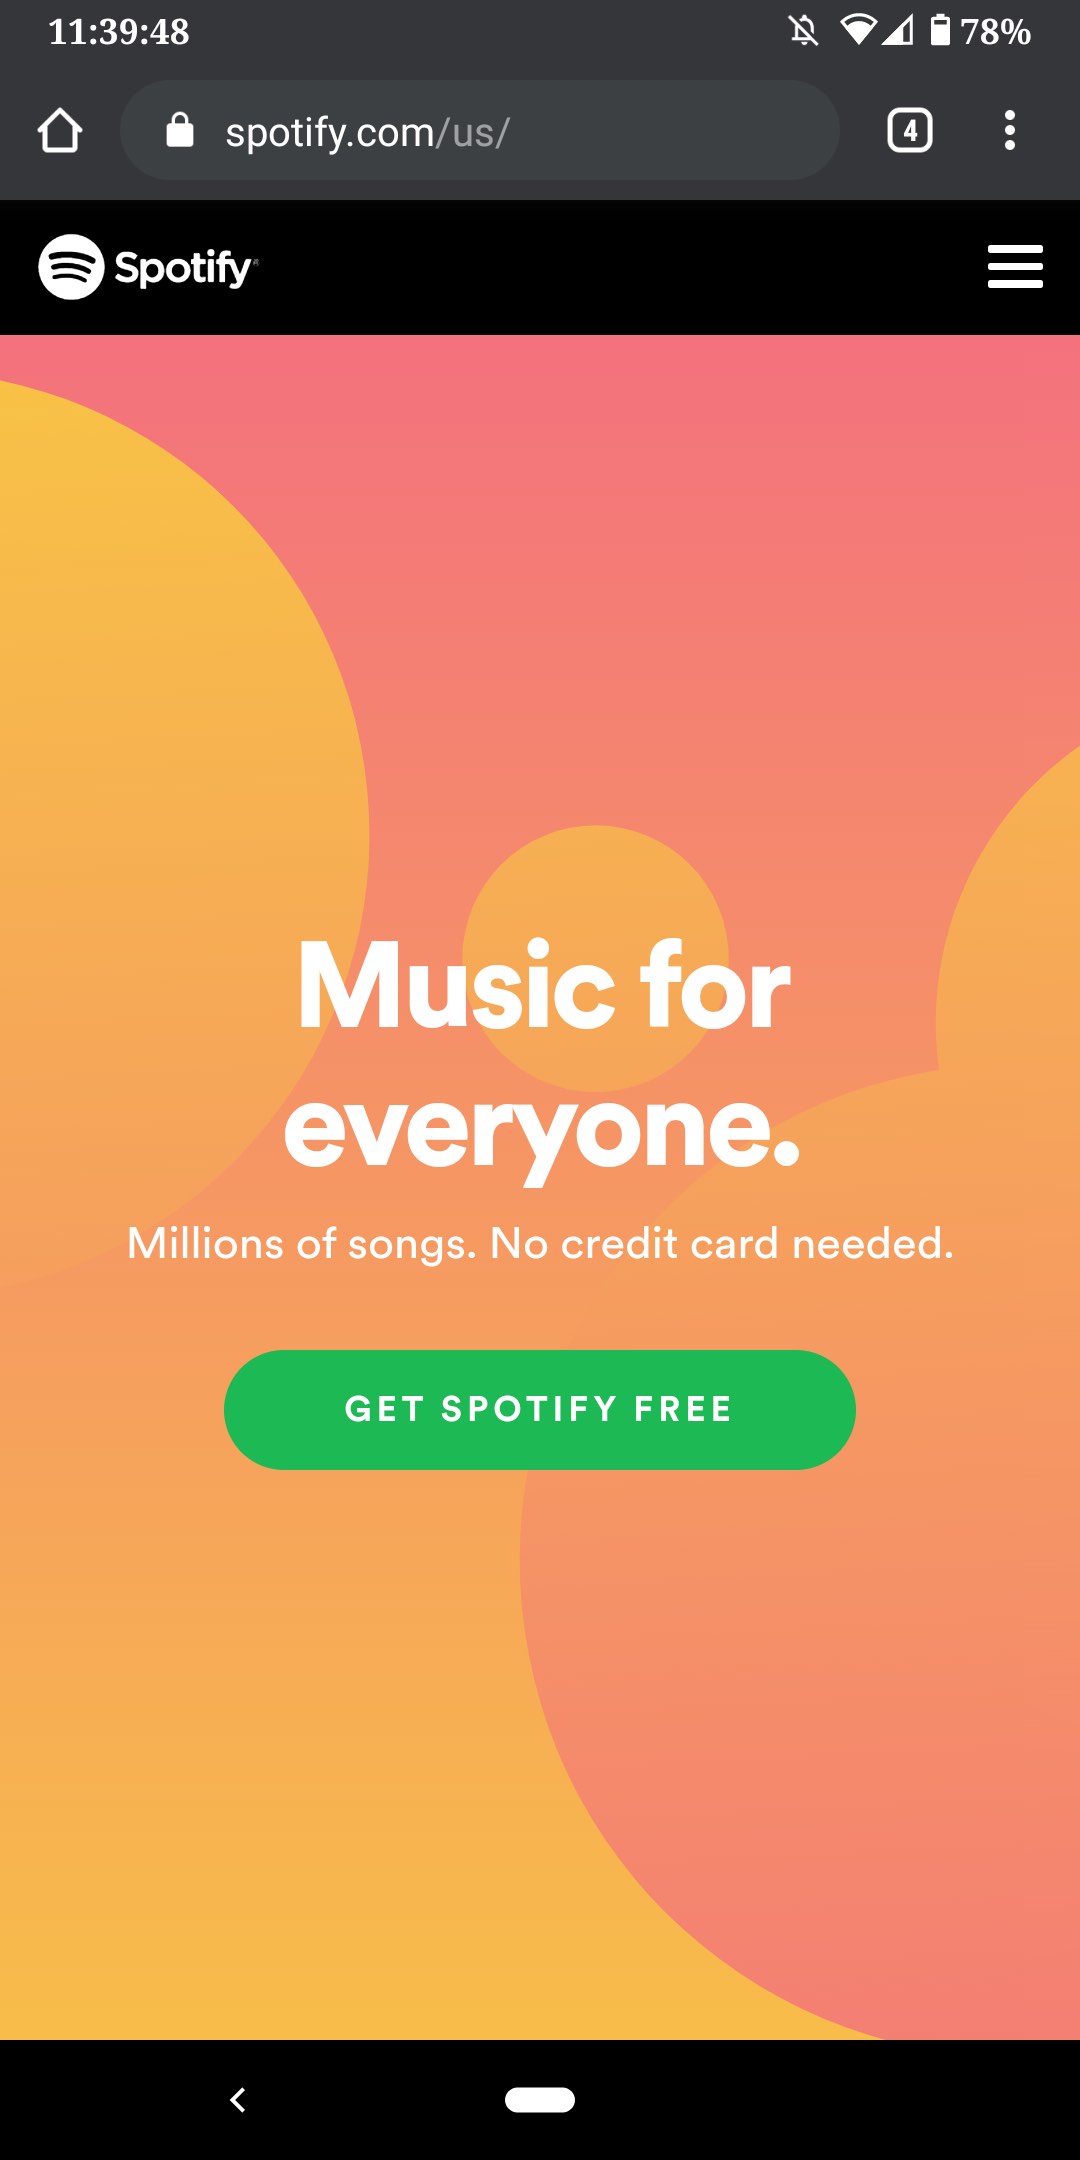 11:39:48 78%
spotify.com/us/ 4
Spotify
Music for
everyone.
Millions of songs. No credit card needed.
GET SPOTIFY FREE